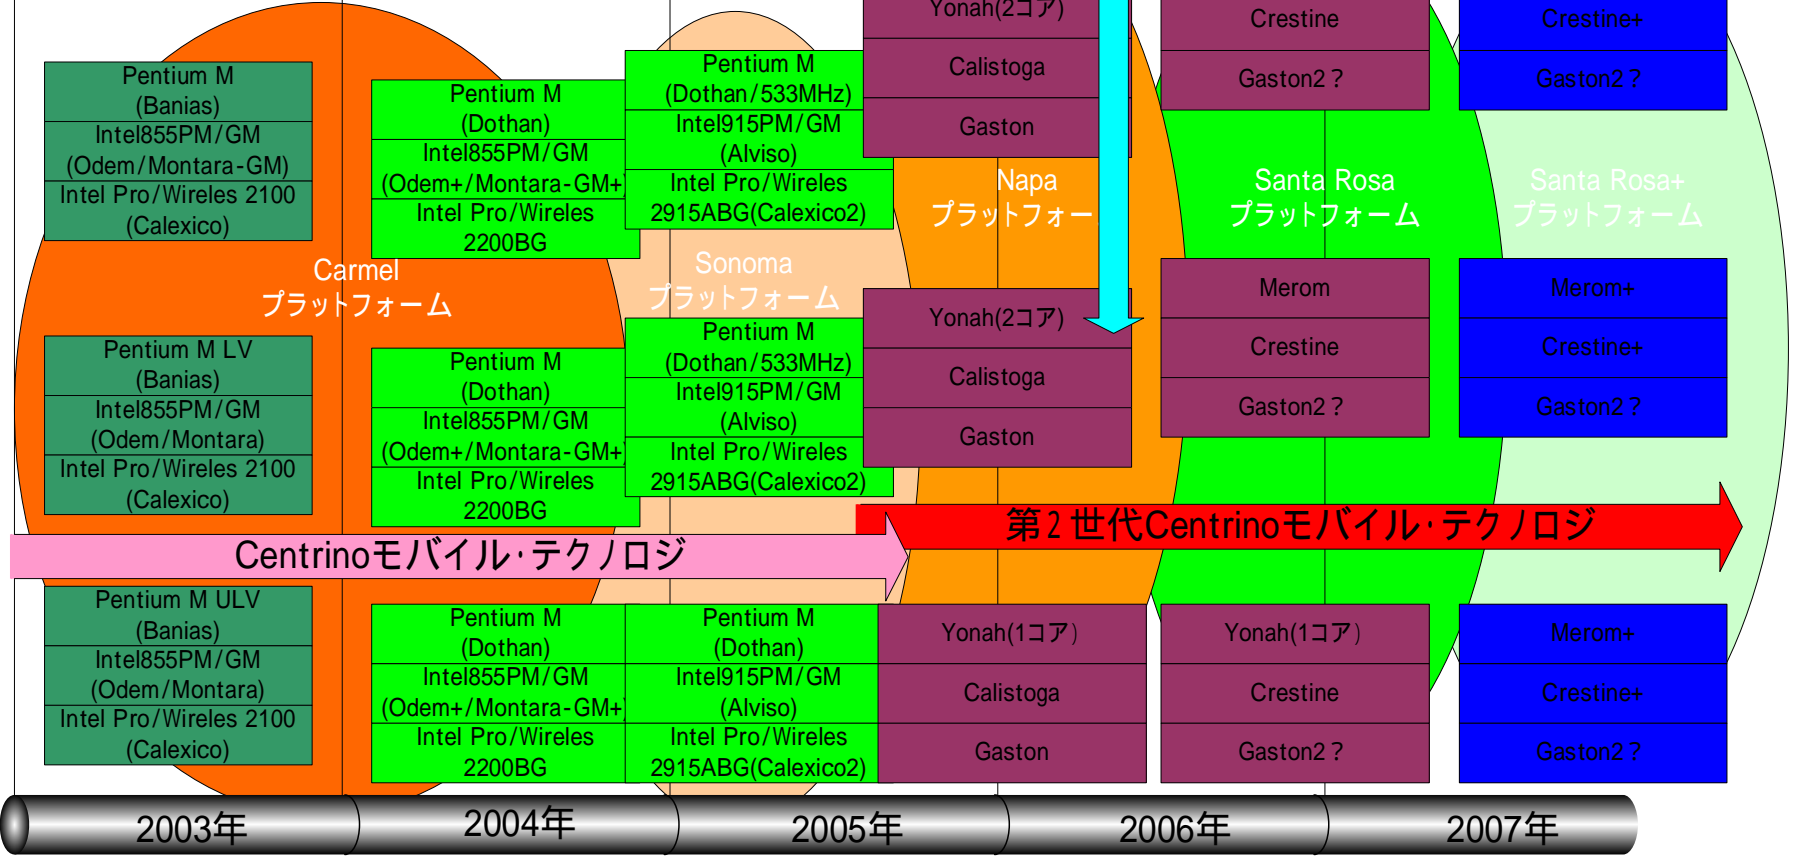 Yonah(2コア)
Calistoga
Gaston
Crestine
Gaston2？
Crestine+
Gaston2？
Pentium M
(Banias)
Intel855PM/GM
(Odem/Montara-GM)
Intel Pro/Wireles 2100
(Calexico)
Pentium M
(Dothan)
Intel855PM/GM
(Odem+/Montara-GM+)
Intel Pro/Wireles
2200BG
Pentium M
(Dothan/533MHz)
Intel915PM/GM
(Alviso)
Intel Pro/Wireles
2915ABG(Calexico2)
Carmel
プラットフォーム
Sonoma
プラットフォーム
Napa
プラットフォー
Santa Rosa
プラットフォーム
Santa Rosa+
プラットフォーム
Pentium M LV
(Banias)
Intel855PM/GM
(Odem/Montara)
Intel Pro/Wireles 2100
(Calexico)
Pentium M
(Dothan)
Intel855PM/GM
(Odem+/Montara-GM+)
Intel Pro/Wireles
2200BG
Pentium M
(Dothan/533MHz)
Intel915PM/GM
(Alviso)
Intel Pro/Wireles
2915ABG(Calexico2)
Yonah(2コア)
Calistoga
Gaston
Merom
Crestine
Gaston2？
Merom+
Crestine+
Gaston2？
Centrinoモバイル・テクノロジ
第2世代Centrinoモバイル・テクノロジ
Pentium M ULV
(Banias)
Intel855PM/GM
(Odem/Montara)
Intel Pro/Wireles 2100
(Calexico)
Pentium M
(Dothan)
Intel855PM/GM
(Odem+/Montara-GM+)
Intel Pro/Wireles
2200BG
Pentium M
(Dothan)
Intel915PM/GM
(Alviso)
Intel Pro/Wireles
2915ABG(Calexico2)
Yonah(1コア)
Calistoga
Gaston
Yonah(1コア)
Crestine
Gaston2？
Merom+
Crestine+
Gaston2？
2003年
2004年
2005年
2006年
2007年